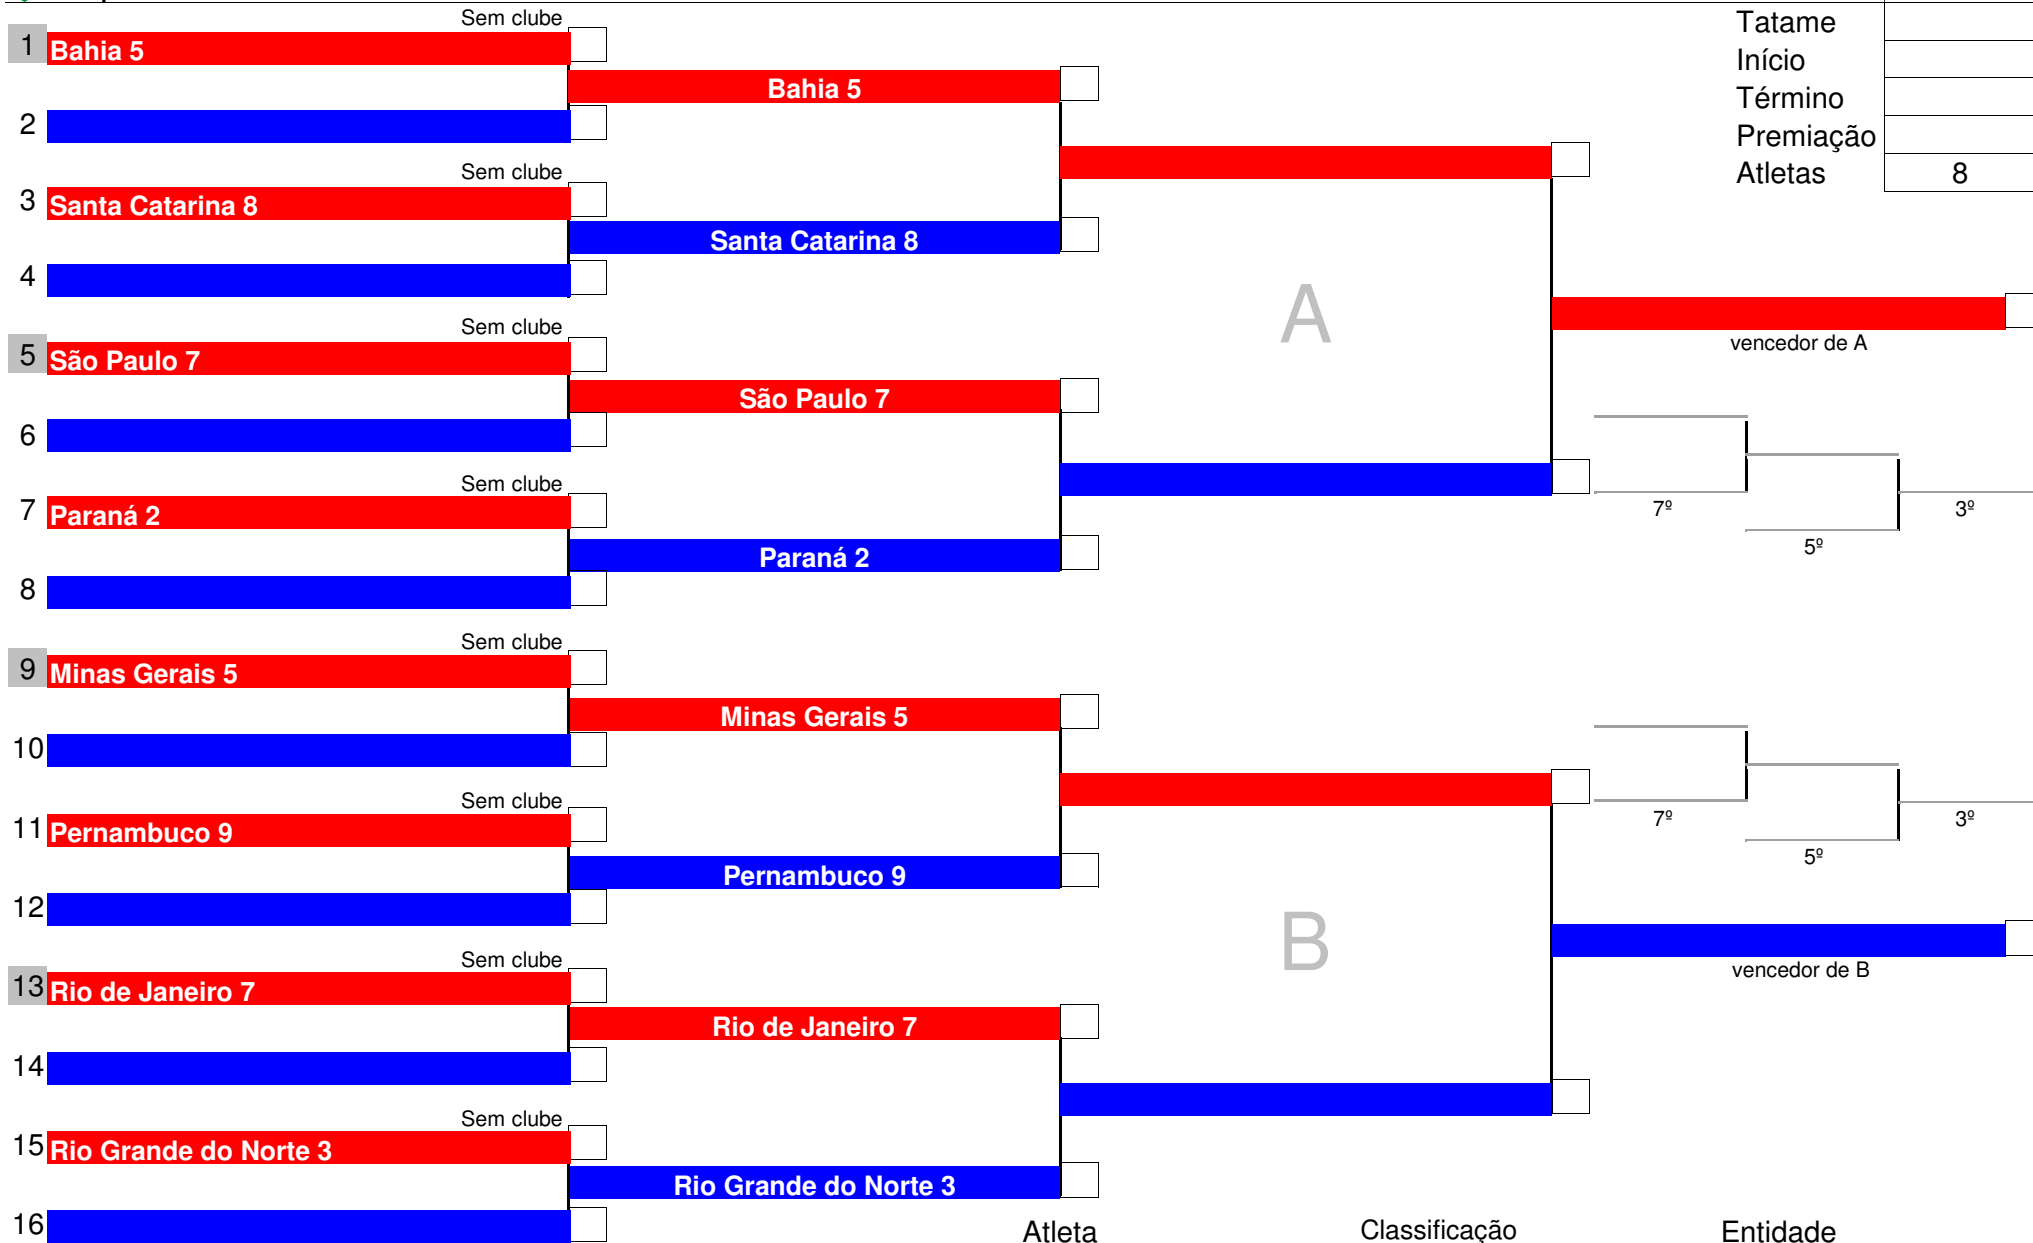 Sem clube
1 Bahia 5
Bahia 5
2
Sem clube
3 Santa Catarina 8
Santa Catarina 8
4
Sem clube
5 São Paulo 7
São Paulo 7
6
Sem clube
7 Paraná 2
Paraná 2
8
Sem clube
9 Minas Gerais 5
Minas Gerais 5
10
Sem clube
11 Pernambuco 9
Pernambuco 9
12
Sem clube
13 Rio de Janeiro 7
Rio de Janeiro 7
14
Sem clube
15 Rio Grande do Norte 3
Rio Grande do Norte 3
16
A
B
Tatame
Início
Término
Premiação
Atletas 8
vencedor de A
7º
3º
5º
7º
3º
5º
vencedor de B
Atleta Classificação Entidade